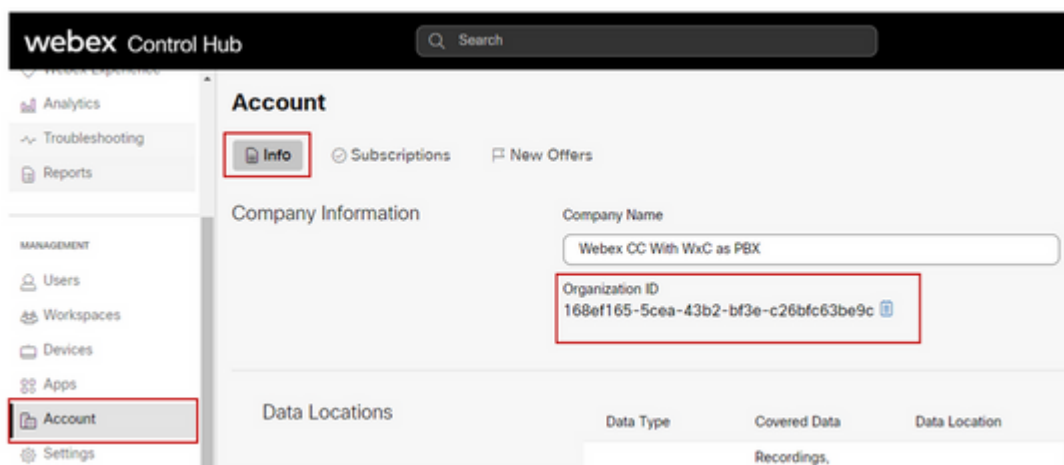 webex Control Hub
Search
Webex Experience
Analytics
Troubleshooting
Reports
MANAGEMENT
Users
Workspaces
Devices
Apps
Account
Settings
Account
Info
Subscriptions
New Offers
Company Information
Company Name
Webex CC With WxC as PBX
Organization ID
168ef165-5cea-43b2-bf3e-c26bfc63be9c
Data Locations
Data Type
Covered Data
Data Location
Recordings,